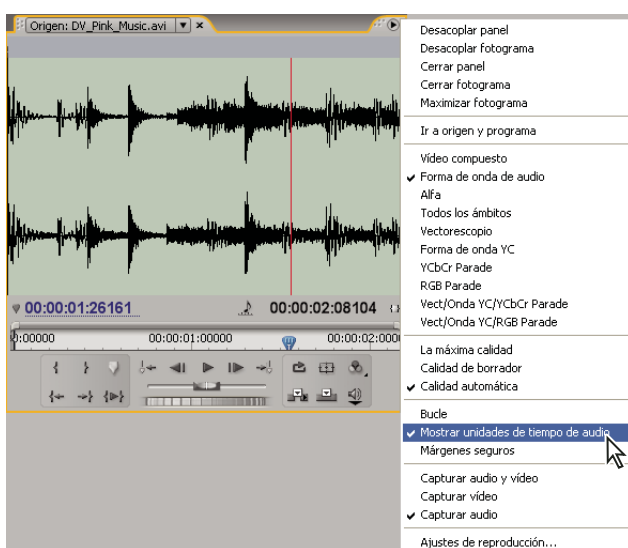 Origen: DV_Pink_Music.avi
00:00:01:26161
00:00:02:08104
0:00000
00:00:01:00000
00:00:02:000
Desacoplar panel
Desacoplar fotograma
Cerrar panel
Cerrar fotograma
Maximizar fotograma
Ir a origen y programa
Vídeo compuesto
Forma de onda de audio
Alfa
Todos los ámbitos
Vectorescopio
Forma de onda YC
YCbCr Parade
RGB Parade
Vect/Onda YC/YCbCr Parade
Vect/Onda YC/RGB Parade
La máxima calidad
Calidad de borrador
Calidad automática
Bucle
Mostrar unidades de tiempo de audio
Márgenes seguros
Capturar audio y vídeo
Capturar vídeo
Capturar audio
Ajustes de reproducción...